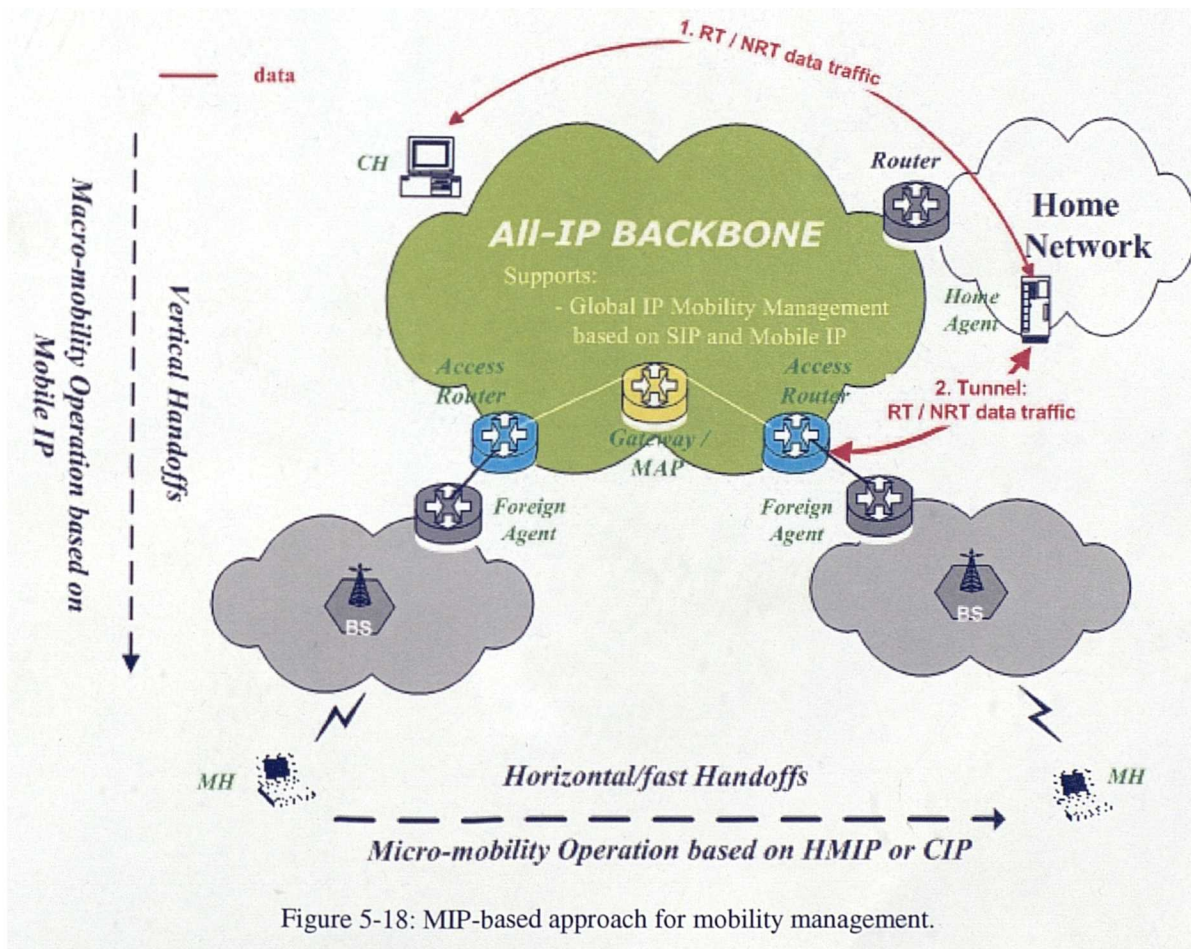 1. RT / NRT data traffic
data
CH
Router
Home
Network
All-IP BACKBONE
Supports:
- Global IP Mobility Management
based on SIP and Mobile IP
Home
Agent
Access
Router
Access
Router
2. Tunnel:
RT / NRT data traffic
Gateway /
MAP
Foreign
Agent
Foreign
Agent
BS
BS
Macro-mobility Operation based on
Mobile IP
Vertical Handoffs
MH
MH
Horizontal/fast Handoffs
Micro-mobility Operation based on HMIP or CIP
Figure 5-18: MIP-based approach for mobility management.